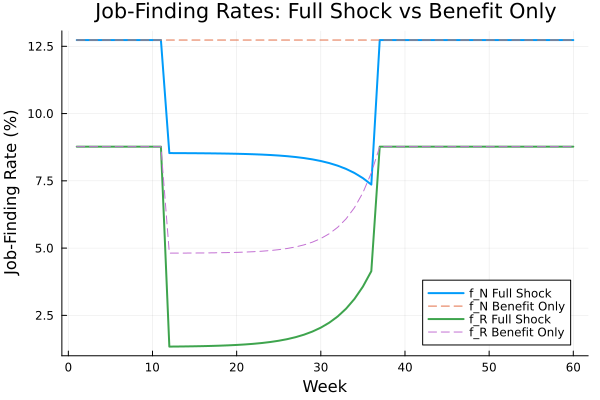 Job-Finding Rates: Full Shock vs Benefit Only
Job-Finding Rate (%)
12.5
10.0
7.5
5.0
2.5
f_N Full Shock
f_N Benefit Only
f_R Full Shock
f_R Benefit Only
0 10 20 30 40 50 60
Week